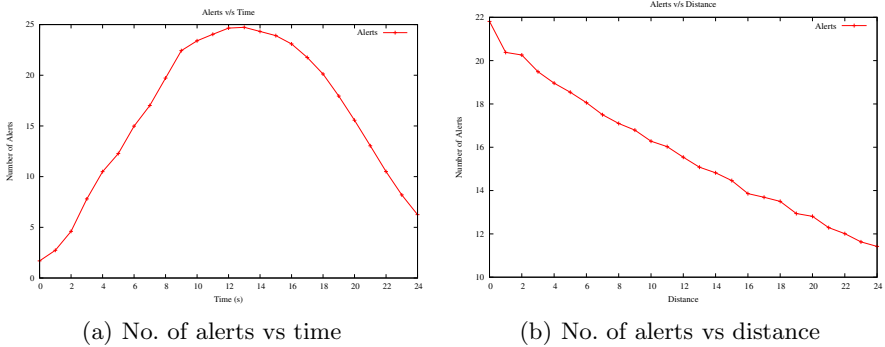 Alerts v/s Time
Alerts
Number of Alerts
25
20
15
10
5
0
0 2 4 6 8 10 12 14 16 18 20 22 24
Time (s)
(a) No. of alerts vs time
Alerts v/s Distance
Alerts
Number of Alerts
22
20
18
16
14
12
10
0 2 4 6 8 10 12 14 16 18 20 22 24
Distance
(b) No. of alerts vs distance